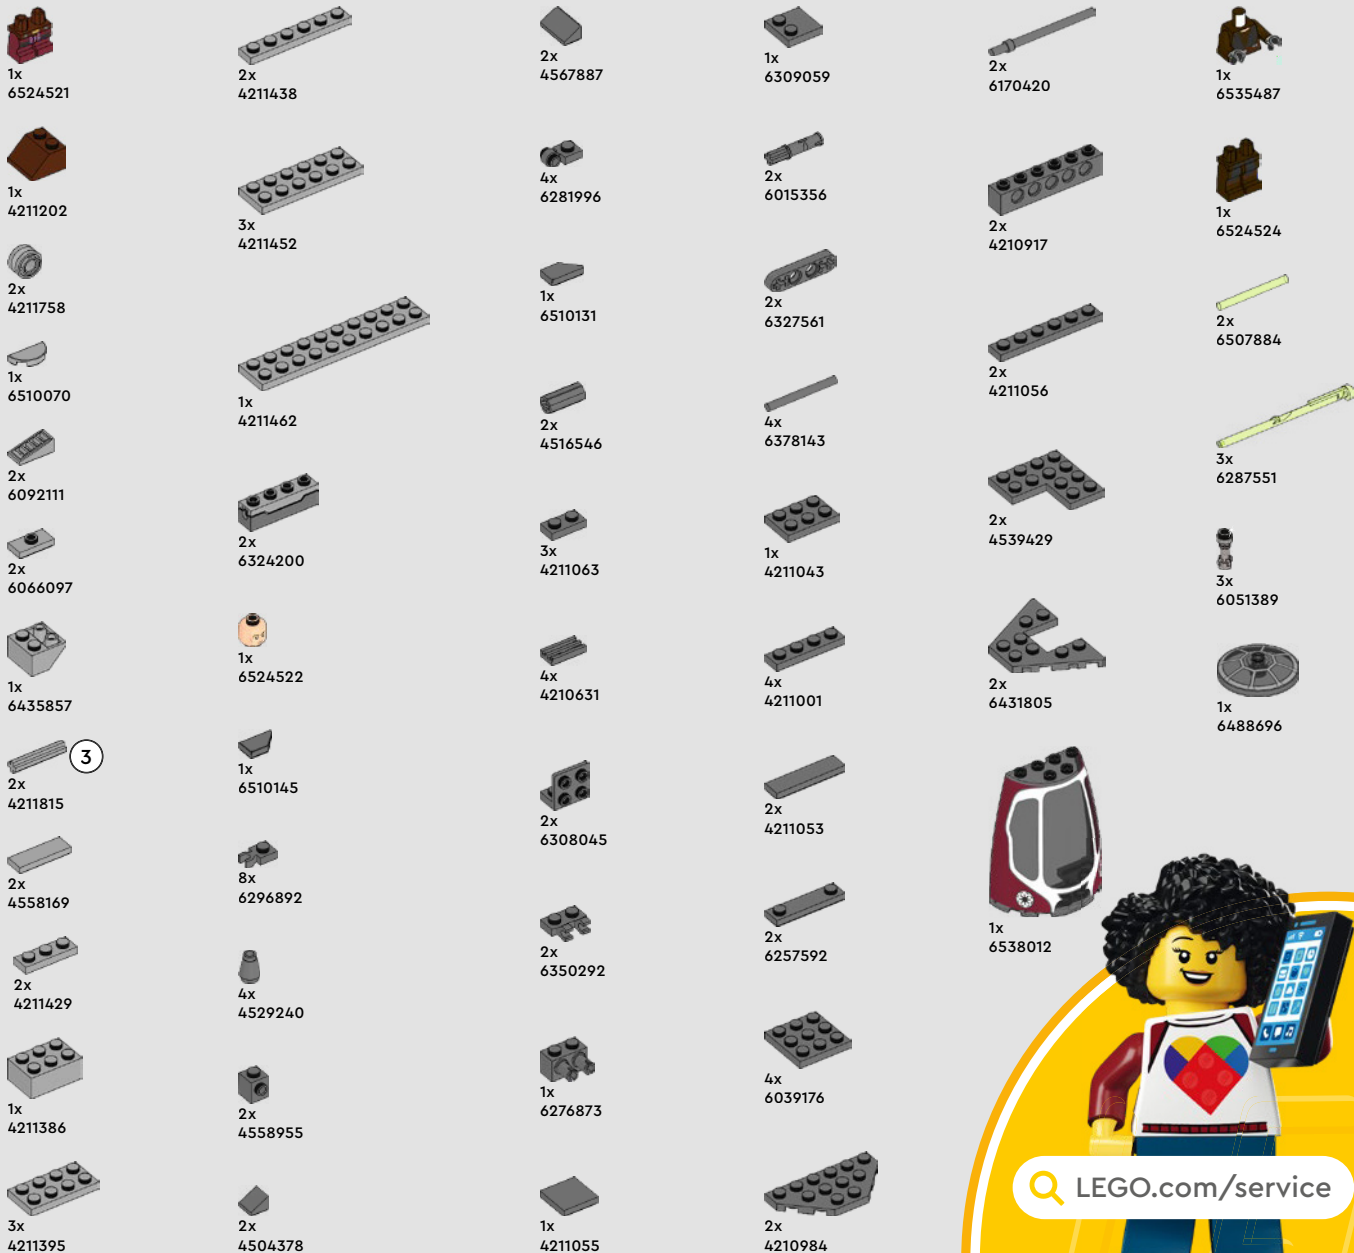 1x
6524521
1x
4211202
2x
4211758
1x
6510070
2x
6092111
2x
6066097
1x
6435857
3
2x
4211815
2x
4558169
2x
4211429
1x
4211386
3x
4211395
2x
4211438
3x
4211452
1x
4211462
2x
6324200
1x
6524522
1x
6510145
8x
6296892
4x
4529240
2x
4558955
2x
4504378
2x
4567887
4x
6281996
1x
6510131
2x
4516546
3x
4211063
4x
4210631
2x
6308045
2x
6350292
1x
6276873
1x
4211055
1x
6309059
2x
6015356
2x
6327561
4x
6378143
1x
4211043
4x
4211001
2x
4211053
2x
6257592
4x
6039176
2x
4210984
2x
6170420
2x
4210917
2x
4211056
2x
4539429
2x
6431805
1x
6538012
1x
6535487
1x
6524524
2x
6507884
3x
6287551
3x
6051389
1x
6488696
LEGO.com/service